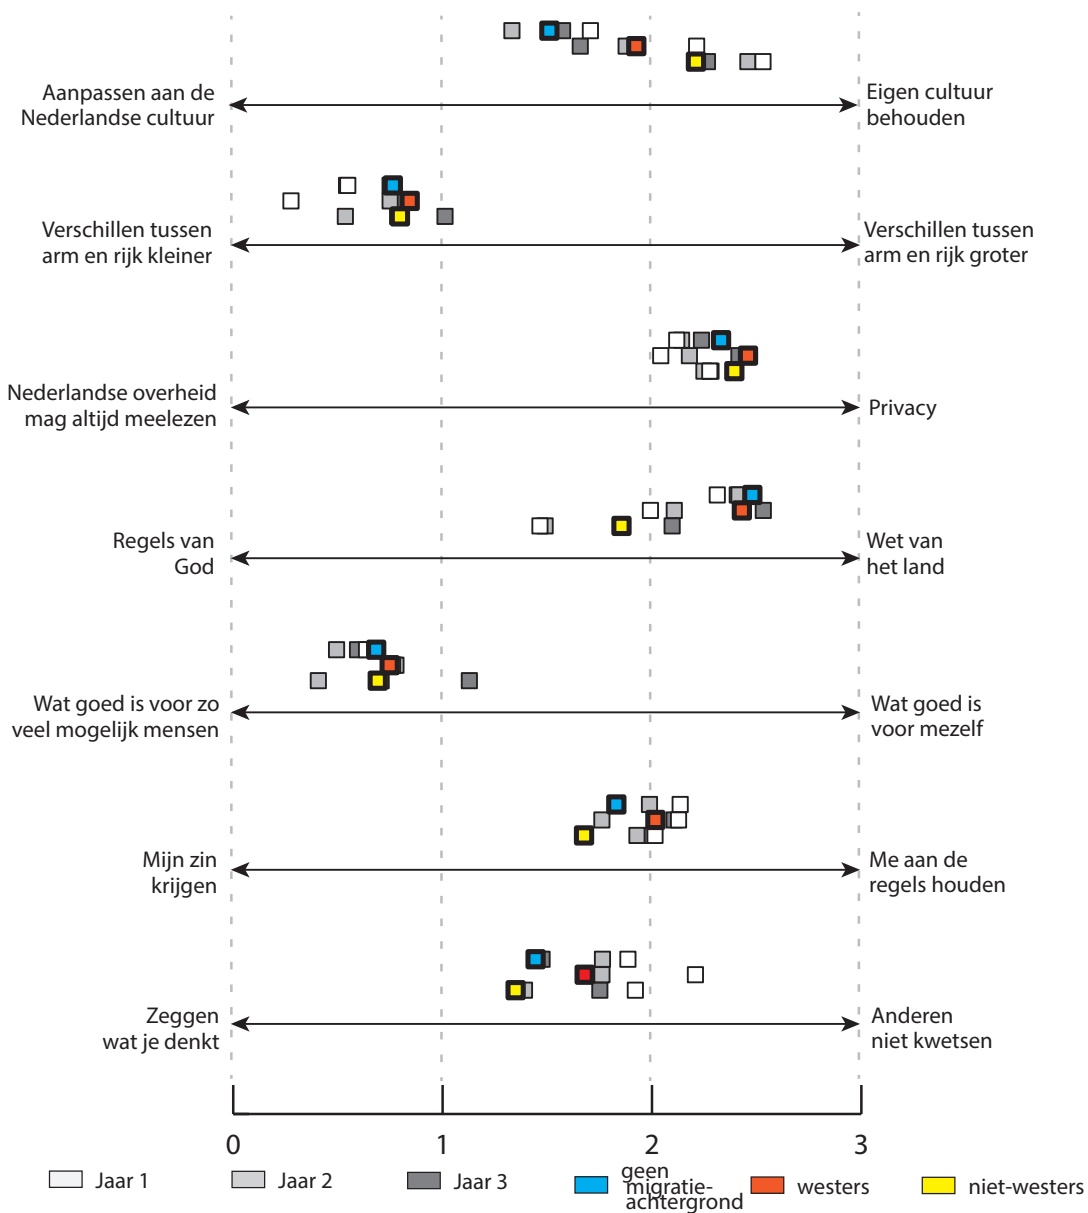 Aanpassen aan de
Nederlandse cultuur
Eigen cultuur
behouden
Verschillen tussen
arm en rijk kleiner
Verschillen tussen
arm en rijk groter
Nederlandse overheid
mag altijd meelezen
Privacy
Regels van
God
Wet van
het land
Wat goed is voor zo
veel mogelijk mensen
Wat goed is
voor mezelf
Mijn zin
krijgen
Me aan de
regels houden
Zeggen
wat je denkt
Anderen
niet kwetsen
0 1 2 3
Jaar 1
Jaar 2
Jaar 3
geen
migratie-
achtergrond
westers
niet-westers